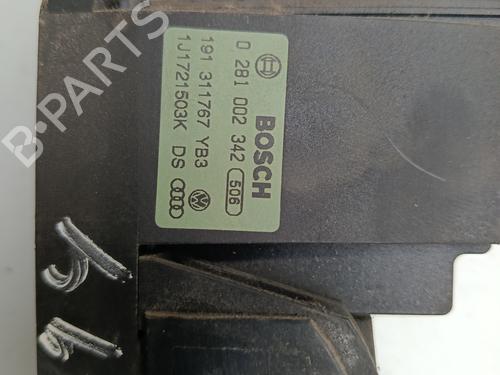 0 281 002 342 506
BOSCH
191 311767 YB3
1J1721503K DS
B-PARTS